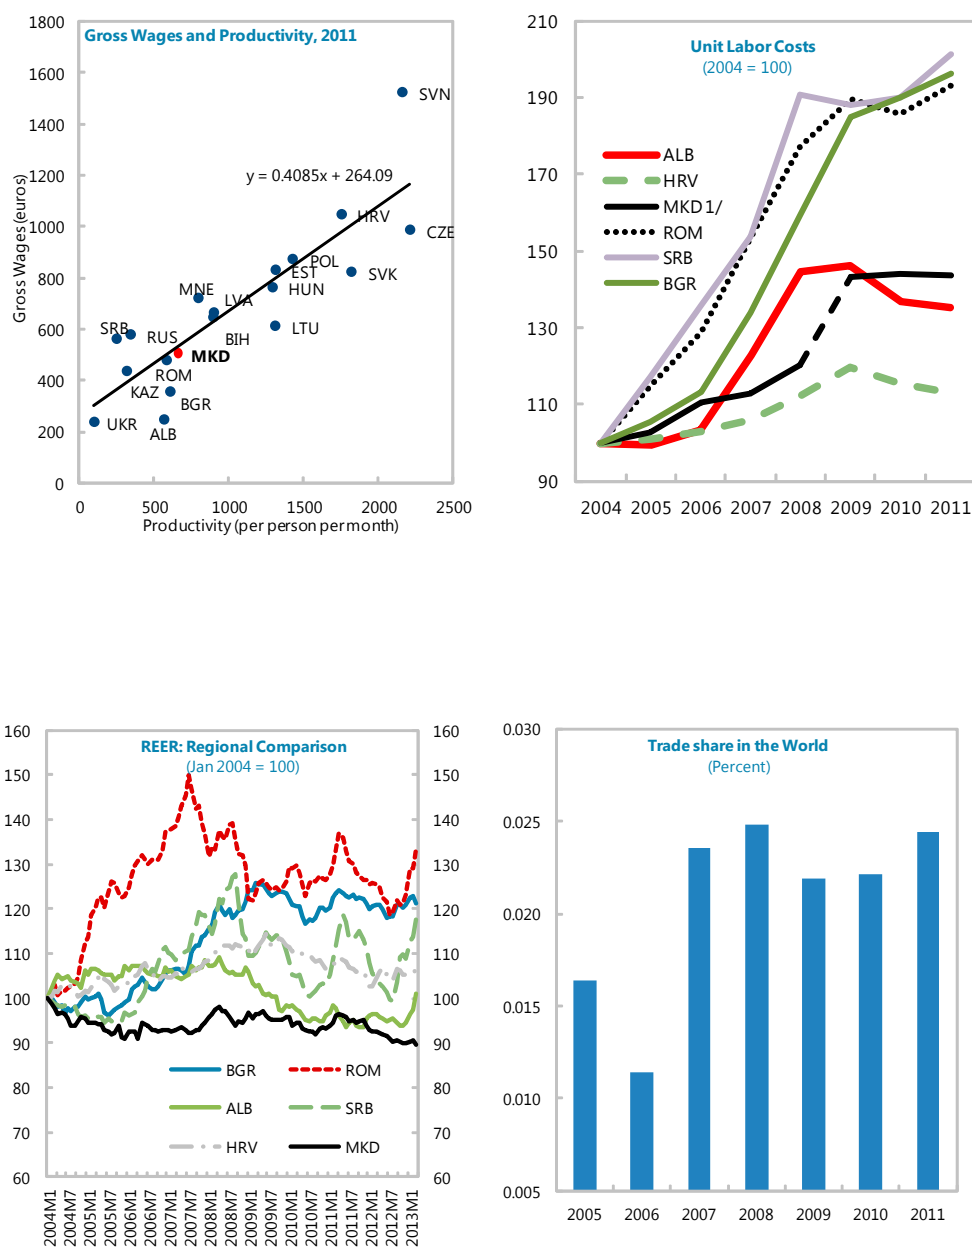 Gross Wages and Productivity, 2011
Gross Wages (euros)
1800
1600
1400
1200
1000
800
600
400
200
0
y = 0.4085x + 264.09
SVN
HRV
CZE
POL
EST
SVK
HUN
MNE
LVA
LTU
SRB
RUS
BIH
MKD
ROM
KAZ
BGR
UKR
ALB
0 500 1000 1500 2000 2500
Productivity (per person per month)
Unit Labor Costs
(2004 = 100)
210
190
170
150
130
110
90
ALB
HRV
MKD 1/
ROM
SRB
BGR
2004 2005 2006 2007 2008 2009 2010 2011
REER: Regional Comparison
(Jan 2004 = 100)
160 160
150 150
140 140
130 130
120 120
110 110
100 100
90 90
80 80
70 70
60 60
BGR ROM
ALB SRB
HRV MKD
2004M1 2004M7 2005M1 2005M7 2006M1 2006M7 2007M1 2007M7 2008M1 2008M7 2009M1 2009M7 2010M1 2010M7 2011M1 2011M7 2012M1 2012M7 2013M1
Trade share in the World
(Percent)
0.030
0.025
0.020
0.015
0.010
0.005
2005 2006 2007 2008 2009 2010 2011